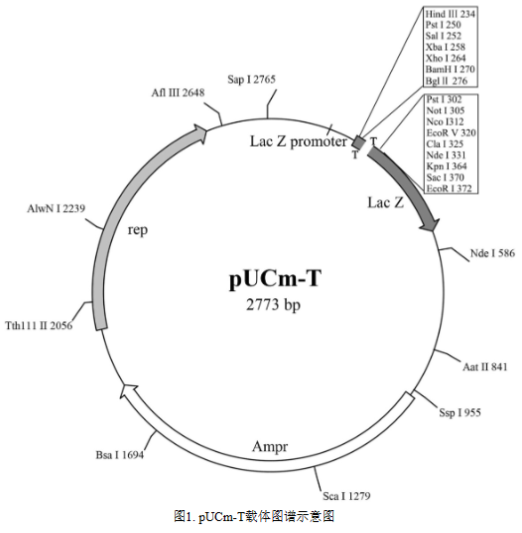 Hind III 234
Pst I 250
Sal I 252
Xba I 258
Xho I 264
BamH I 270
Bgl II 276
Sap I 2765
Afl III 2648
Lac Z promoter
T
T
Pst I 302
Not I 305
Nco I312
EcoR V 320
Cla I 325
Nde I 331
Kpn I 364
Sac I 370
EcoR I 372
Lac Z
AlwN I 2239
rep
Nde I 586
pUCm-T
2773 bp
Tth111 II 2056
Aat II 841
Ssp I 955
Ampr
Bsa I 1694
Sca I 1279
图1. pUCm-T载体图谱示意图